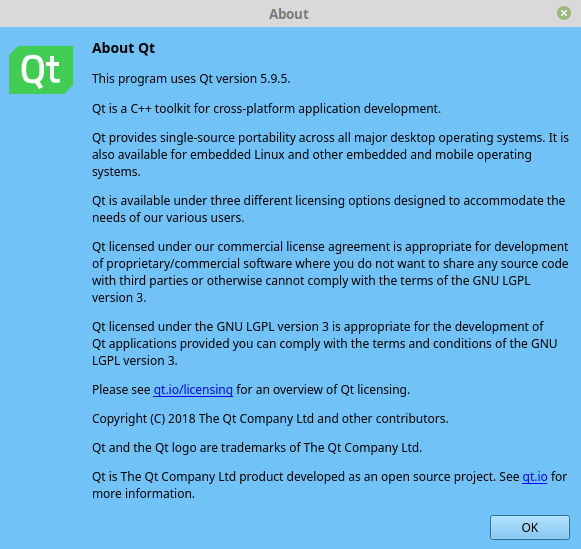 About
Qt
About Qt
This program uses Qt version 5.9.5.
Qt is a C++ toolkit for cross-platform application development.
Qt provides single-source portability across all major desktop operating systems. It is
also available for embedded Linux and other embedded and mobile operating
systems.
Qt is available under three different licensing options designed to accommodate the
needs of our various users.
Qt licensed under our commercial license agreement is appropriate for development
of proprietary/commercial software where you do not want to share any source code
with third parties or otherwise cannot comply with the terms of the GNU LGPL
version 3.
Qt licensed under the GNU LGPL version 3 is appropriate for the development of
Qt applications provided you can comply with the terms and conditions of the GNU
LGPL version 3.
Please see qt.io/licensing for an overview of Qt licensing.
Copyright (C) 2018 The Qt Company Ltd and other contributors.
Qt and the Qt logo are trademarks of The Qt Company Ltd.
Qt is The Qt Company Ltd product developed as an open source project. See qt.io for
more information.
OK